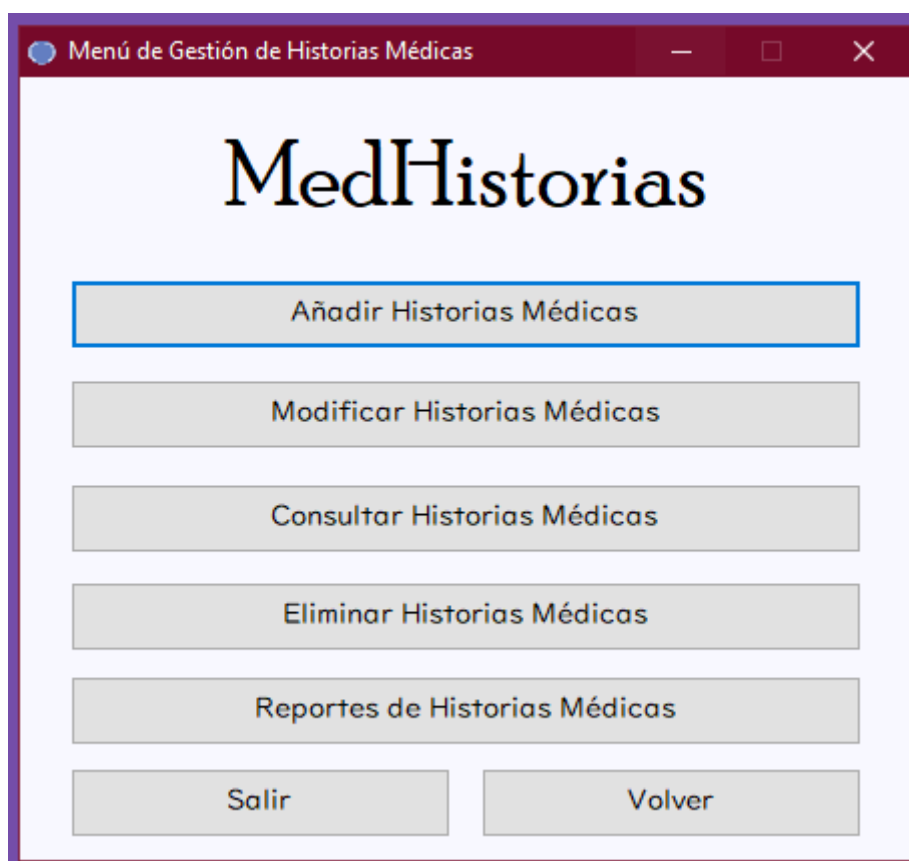 Menú de Gestión de Historias Médicas
MedHistorias
Añadir Historias Médicas
Modificar Historias Médicas
Consultar Historias Médicas
Eliminar Historias Médicas
Reportes de Historias Médicas
Salir
Volver